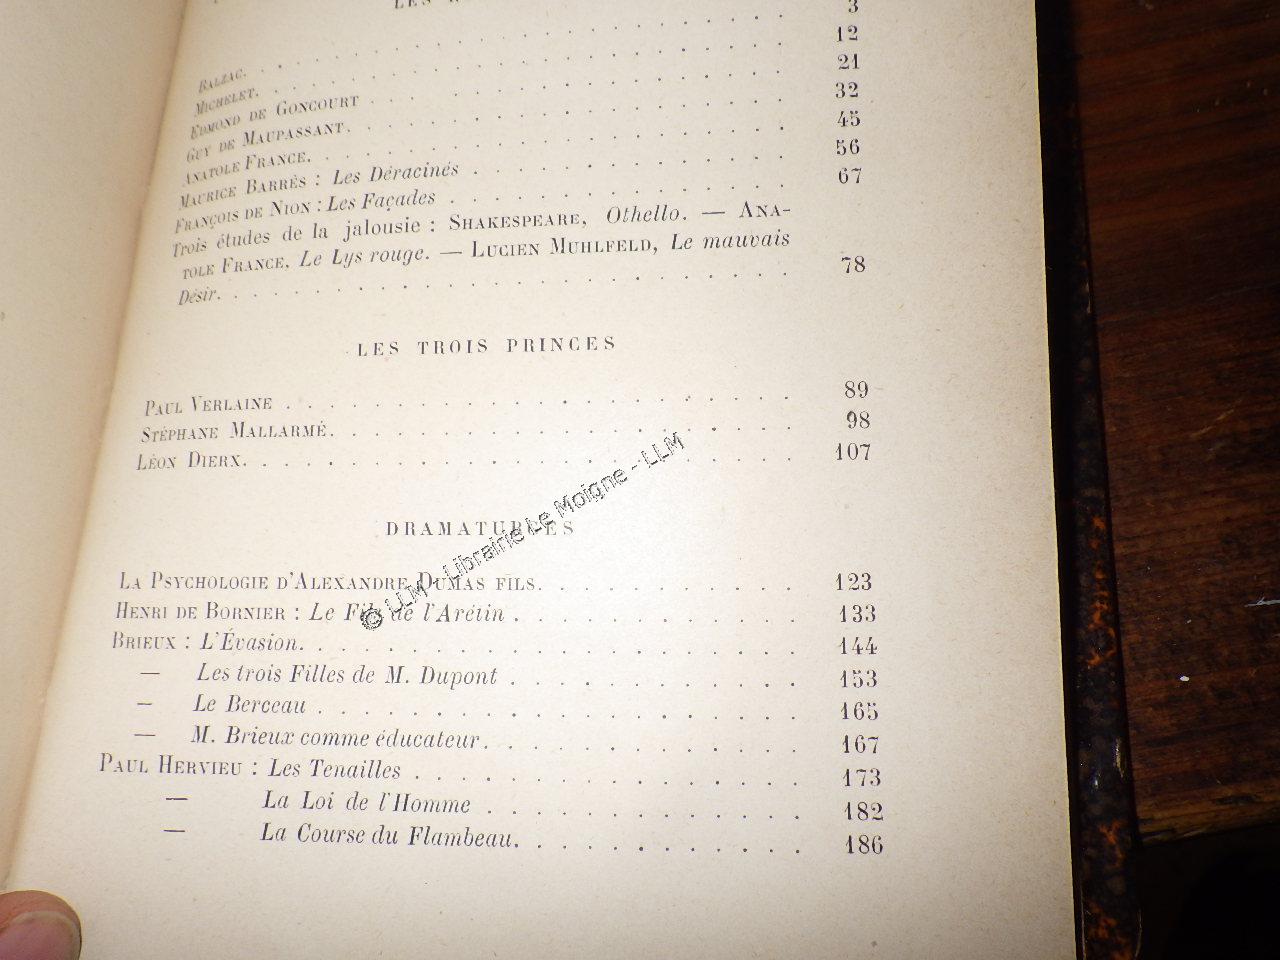 LES
Balzac. 3
Michelet. 12
Edmond de Goncourt 21
Guy de Maupassant. 32
Anatole France. 45
Maurice Barrès : Les Déracinés 56
François de Nion : Les Façades 67
Trois études de la jalousie : Shakespeare, Othello. — Ana-
tole France, Le Lys rouge. — Lucien Muhlfeld, Le mauvais
Désir. 78
LES TROIS PRINCES
Paul Verlaine 89
Stéphane Mallarmé. 98
Léon Dierx. 107
DRAMATURGES
La Psychologie d'Alexandre Dumas fils. 123
Henri de Bornier : Le Fils de l'Arétin 133
Brieux : L'Évasion. 144
— Les trois Filles de M. Dupont 153
— Le Berceau 165
— M. Brieux comme éducateur. 167
Paul Hervieu : Les Tenailles 173
— La Loi de l'Homme 182
— La Course du Flambeau. 186
© LLM - Librairie Le Moigne - LLM